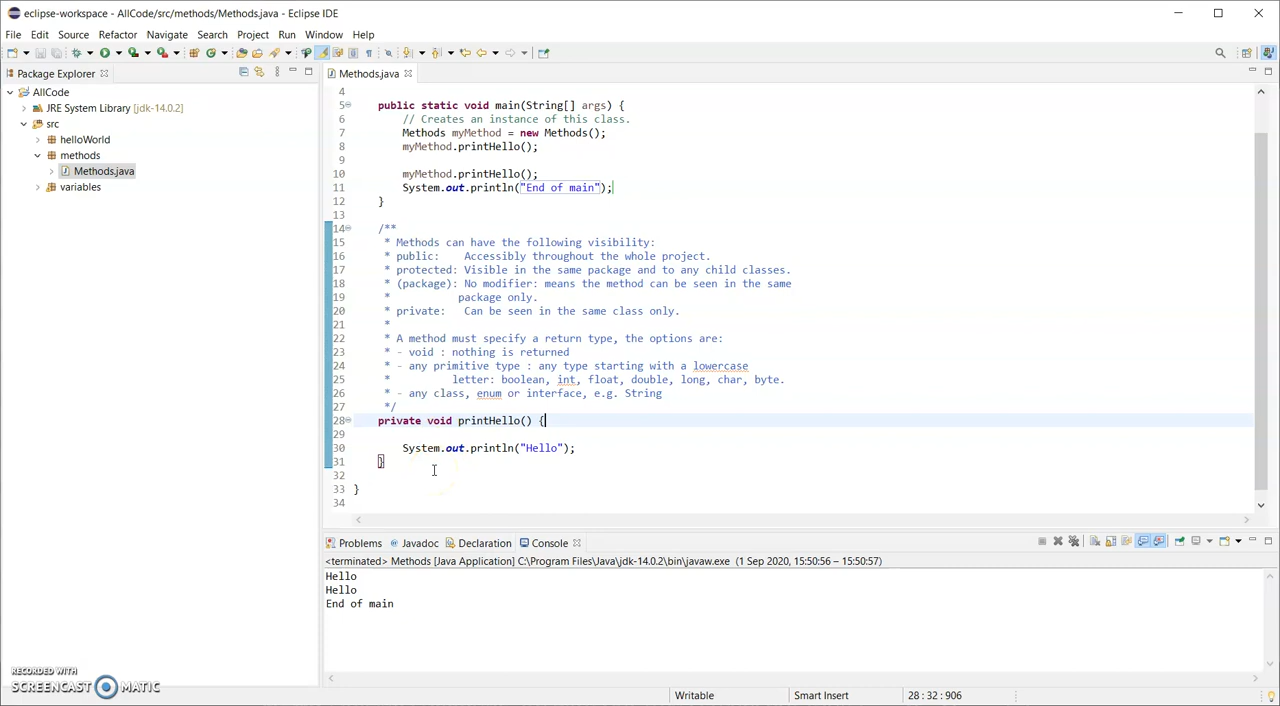 eclipse-workspace - AllCode/src/methods/Methods.java - Eclipse IDE
File Edit Source Refactor Navigate Search Project Run Window Help
Package Explorer
AllCode
JRE System Library [jdk-14.0.2]
src
helloWorld
methods
Methods.java
variables
Methods.java
4
5 public static void main(String[] args) {
6 // Creates an instance of this class.
7 Methods myMethod = new Methods();
8 myMethod.printHello();
9
10 myMethod.printHello();
11 System.out.println("End of main");
12 }
13
14 /**
15 * Methods can have the following visibility:
16 * public: Accessibly throughout the whole project.
17 * protected: Visible in the same package and to any child classes.
18 * (package): No modifier: means the method can be seen in the same
19 * package only.
20 * private: Can be seen in the same class only.
21 *
22 * A method must specify a return type, the options are:
23 * - void : nothing is returned
24 * - any primitive type : any type starting with a lowercase
25 * letter: boolean, int, float, double, long, char, byte.
26 * - any class, enum or interface, e.g. String
27 */
28 private void printHello() {
29
30 System.out.println("Hello");
31 }
32
33 }
34
Problems Javadoc Declaration Console
<terminated> Methods [Java Application] C:\Program Files\Java\jdk-14.0.2\bin\javaw.exe (1 Sep 2020, 15:50:56 – 15:50:57)
Hello
Hello
End of main
RECORDED WITH
SCREENCAST MATIC
Writable Smart Insert 28 : 32 : 906